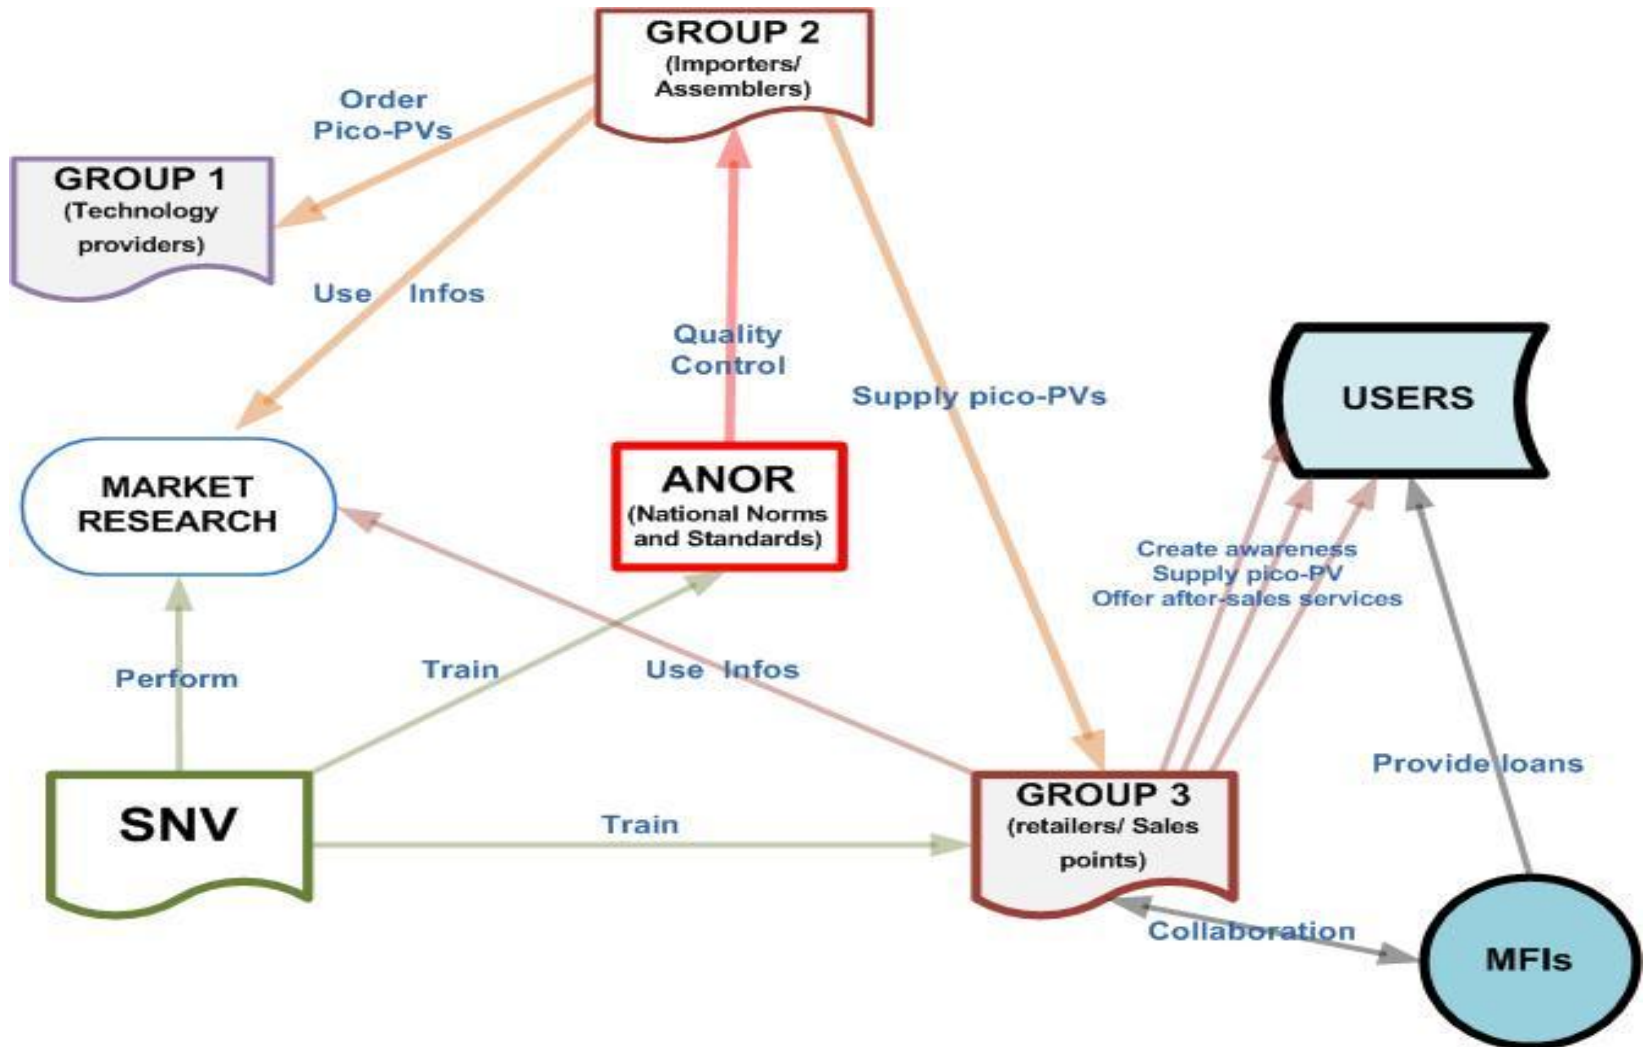 GROUP 2
(Importers/
Assemblers)
Order
Pico-PVs
GROUP 1
(Technology
providers)
Use Infos
Quality
Control
Supply pico-PVs
USERS
MARKET
RESEARCH
ANOR
(National Norms
and Standards)
Create awareness
Supply pico-PV
Offer after-sales services
Perform
Train
Use Infos
Provide loans
SNV
Train
GROUP 3
(retailers/ Sales
points)
Collaboration
MFIs